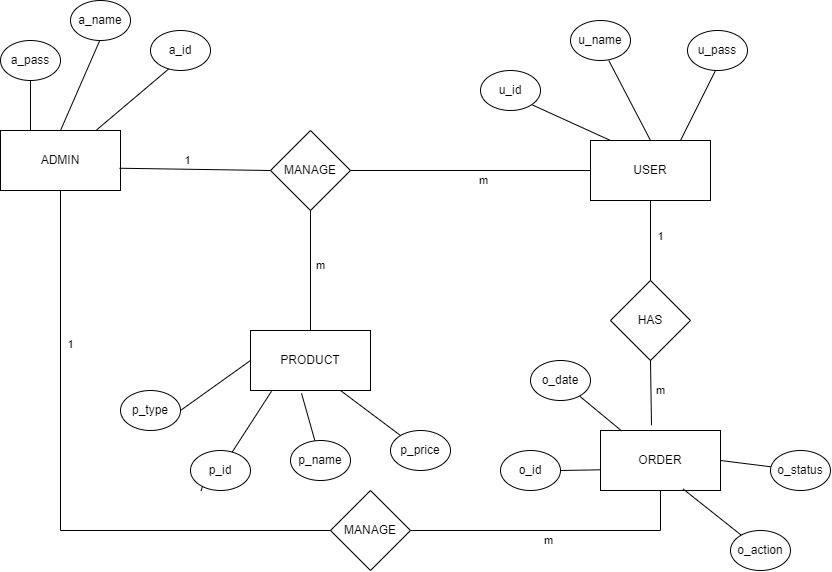 a_name
a_pass
a_id
u_name
u_pass
u_id
ADMIN
1
MANAGE
m
USER
m
1
HAS
1
PRODUCT
m
o_date
p_type
p_id
p_name
p_price
o_id
ORDER
o_status
MANAGE
m
o_action